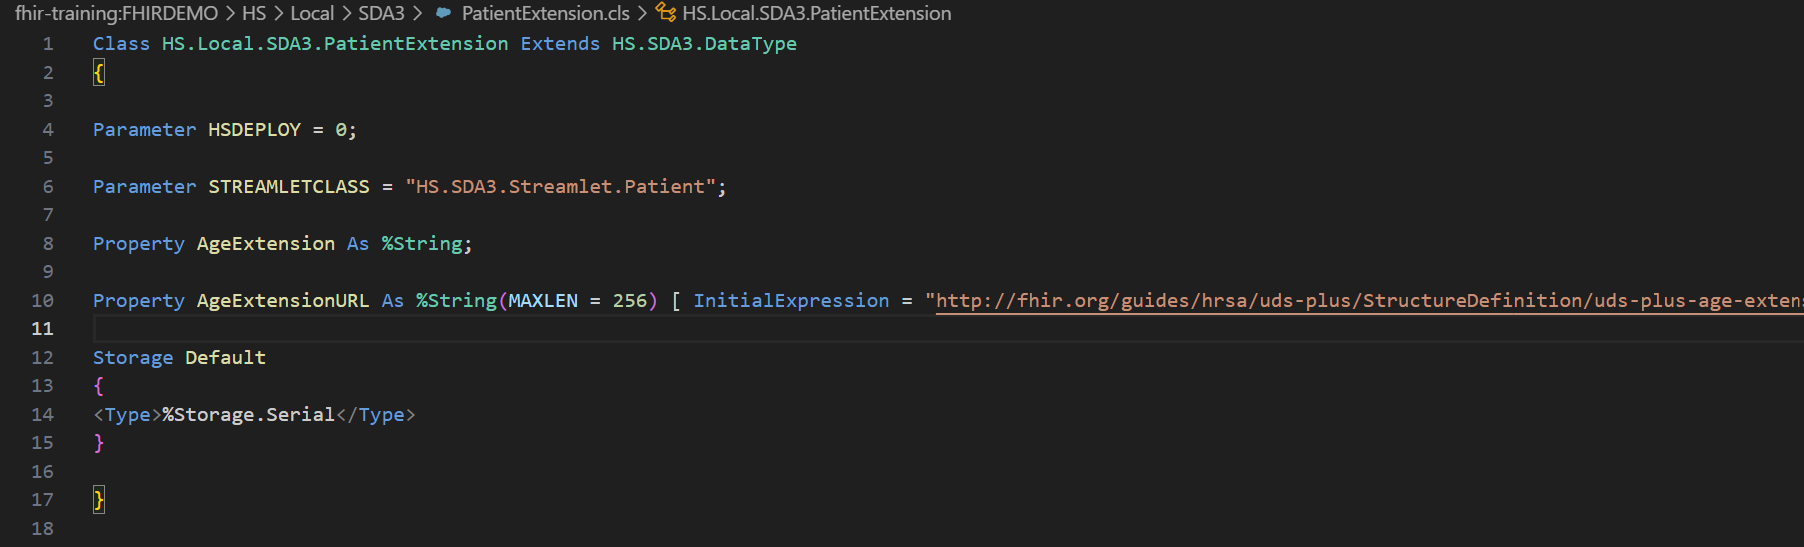 fhir-training:FHIRDEMO > HS > Local > SDA3 > PatientExtension.cls > HS.Local.SDA3.PatientExtension
1 Class HS.Local.SDA3.PatientExtension Extends HS.SDA3.DataType
2 {
3
4 Parameter HSDEPLOY = 0;
5
6 Parameter STREAMLETCLASS = "HS.SDA3.Streamlet.Patient";
7
8 Property AgeExtension As %String;
9
10 Property AgeExtensionURL As %String(MAXLEN = 256) [ InitialExpression = "http://fhir.org/guides/hrsa/uds-plus/StructureDefinition/uds-plus-age-extens
11
12 Storage Default
13 {
14 <Type>%Storage.Serial</Type>
15 }
16
17 }
18